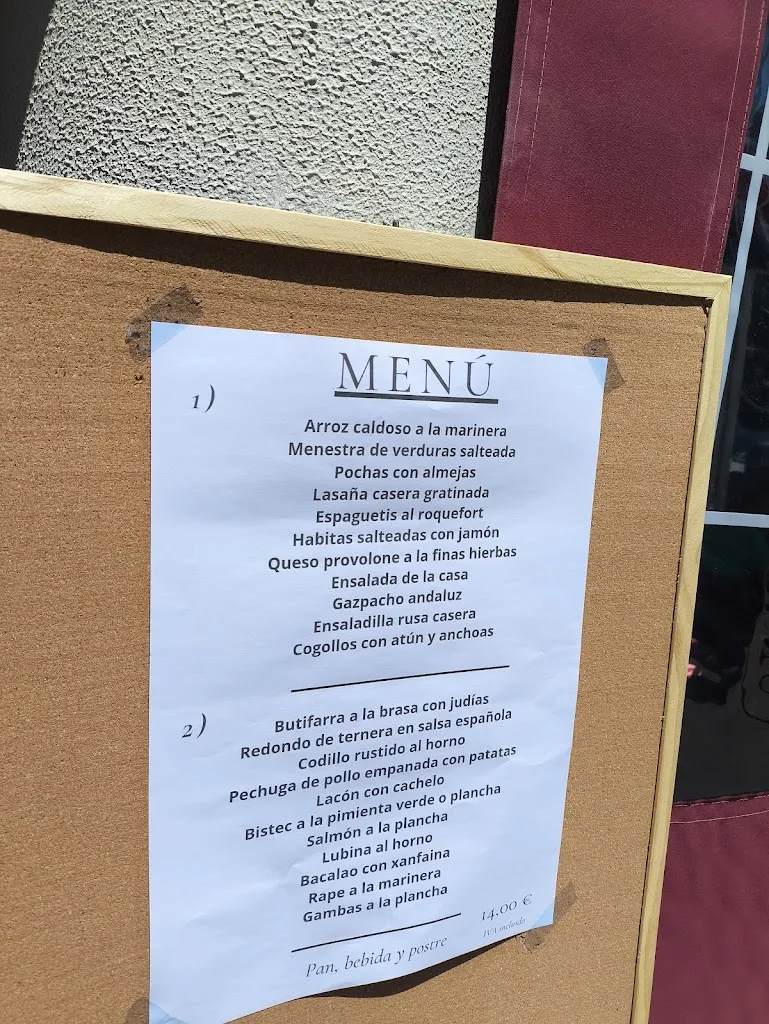 MENÚ
1)
Arroz caldoso a la marinera
Menestra de verduras salteada
Pochas con almejas
Lasaña casera gratinada
Espaguetis al roquefort
Habitas salteadas con jamón
Queso provolone a la finas hierbas
Ensalada de la casa
Gazpacho andaluz
Ensaladilla rusa casera
Cogollos con atún y anchoas
2)
Butifarra a la brasa con judías
Redondo de ternera en salsa española
Codillo rustido al horno
Pechuga de pollo empanada con patatas
Lacón con cachelo
Bistec a la pimienta verde o plancha
Salmón a la plancha
Lubina al horno
Bacalao con xanfaina
Rape a la marinera
Gambas a la plancha
14,00 €
IVA incluido
Pan, bebida y postre